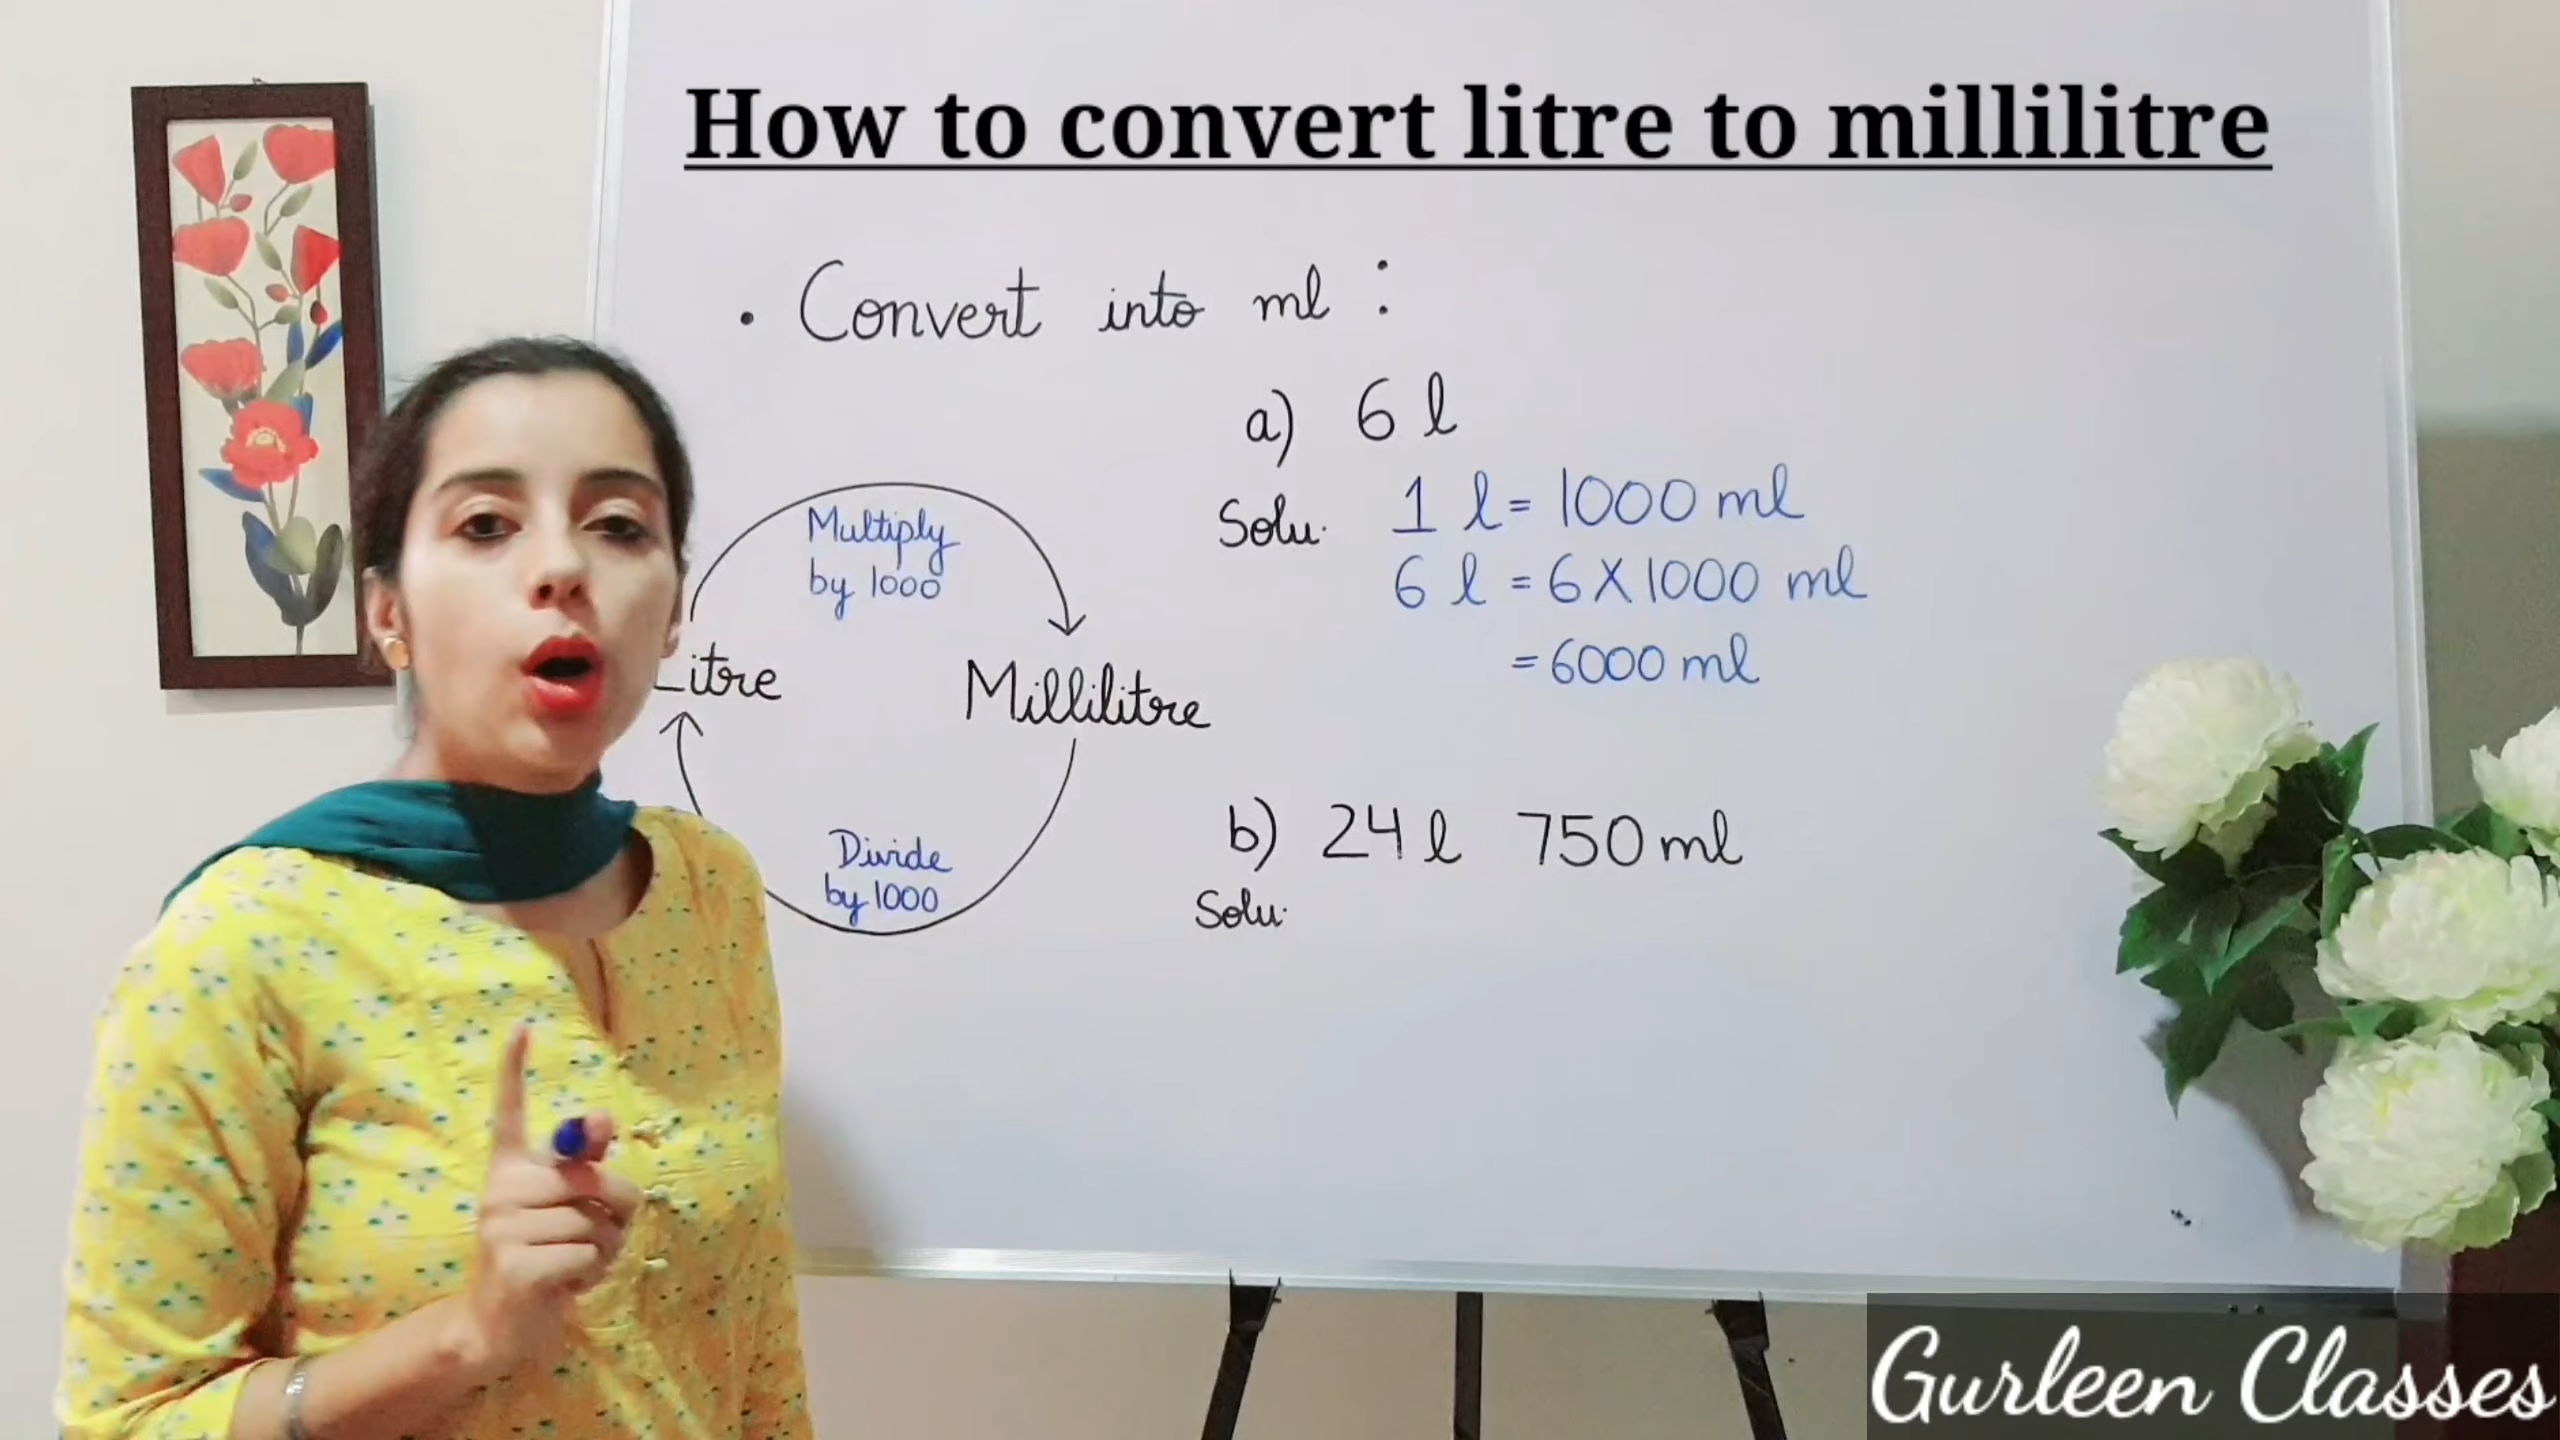 How to convert litre to millilitre
• Convert into ml :
a) 6 l
Solu. 1 l = 1000 ml
6 l = 6 X 1000 ml
= 6000 ml
Multiply
by 1000
Litre
Millilitre
Divide
by 1000
b) 24 l 750 ml
Solu.
Gurleen Classes